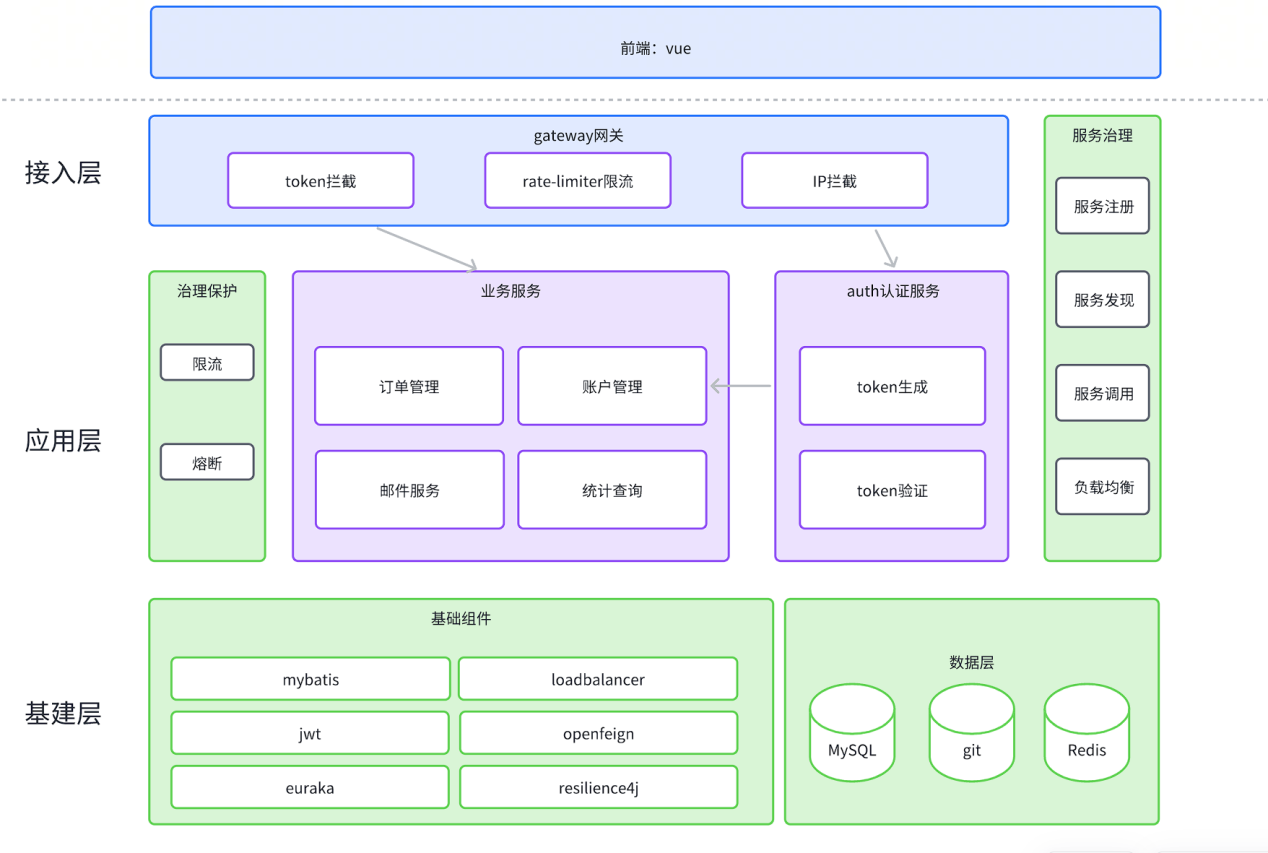 前端：vue
接入层
gateway网关
token拦截
rate-limiter限流
IP拦截
服务治理
服务注册
服务发现
服务调用
负载均衡
应用层
治理保护
限流
熔断
业务服务
订单管理
账户管理
邮件服务
统计查询
auth认证服务
token生成
token验证
基建层
基础组件
mybatis
loadbalancer
jwt
openfeign
euraka
resilience4j
数据层
MySQL
git
Redis